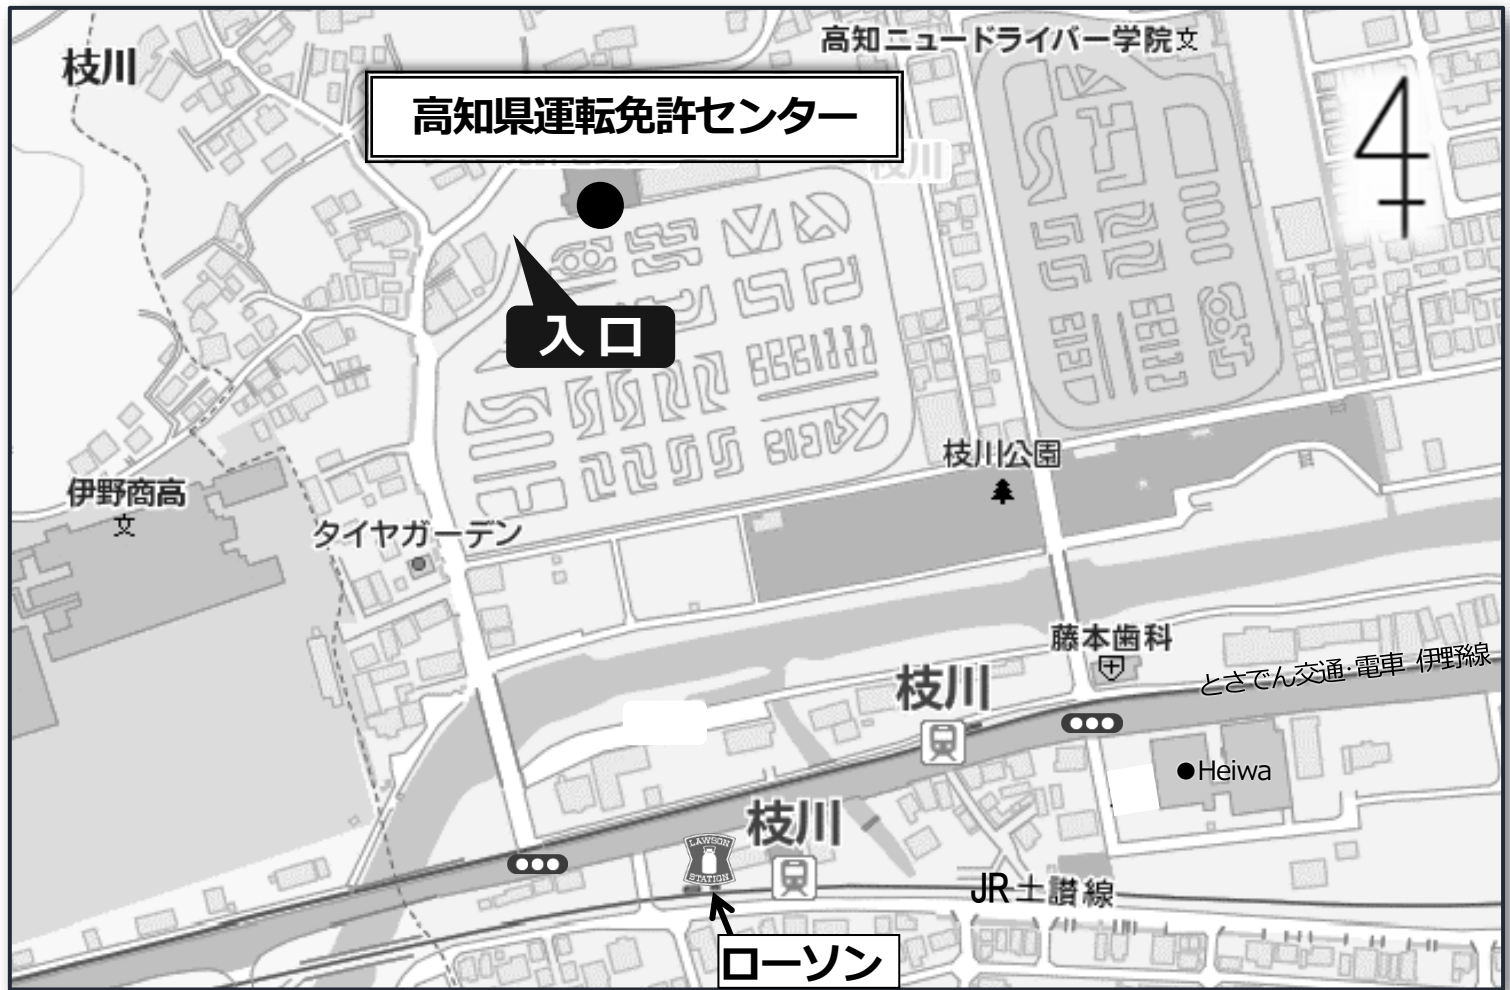 高知ニュードライバー学院
枝川
高知県運転免許センター
枝川
入口
枝川公園
伊野商高
タイヤガーデン
藤本歯科
とさでん交通・電車 伊野線
枝川
Heiwa
枝川
LAWSON
STATION
JR土讃線
ローソン